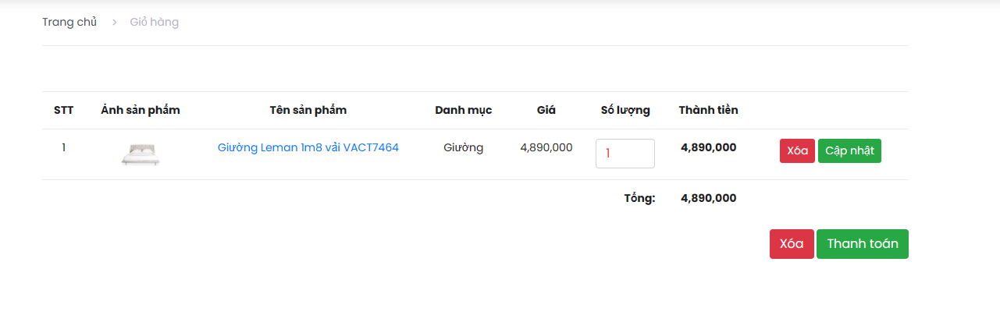 Trang chủ > Giỏ hàng
STT Ảnh sản phẩm Tên sản phẩm Danh mục Giá Số lượng Thành tiền
1 Giường Leman 1m8 vải VACT7464 Giường 4,890,000 1 4,890,000 Xóa Cập nhật
Tổng: 4,890,000
Xóa Thanh toán